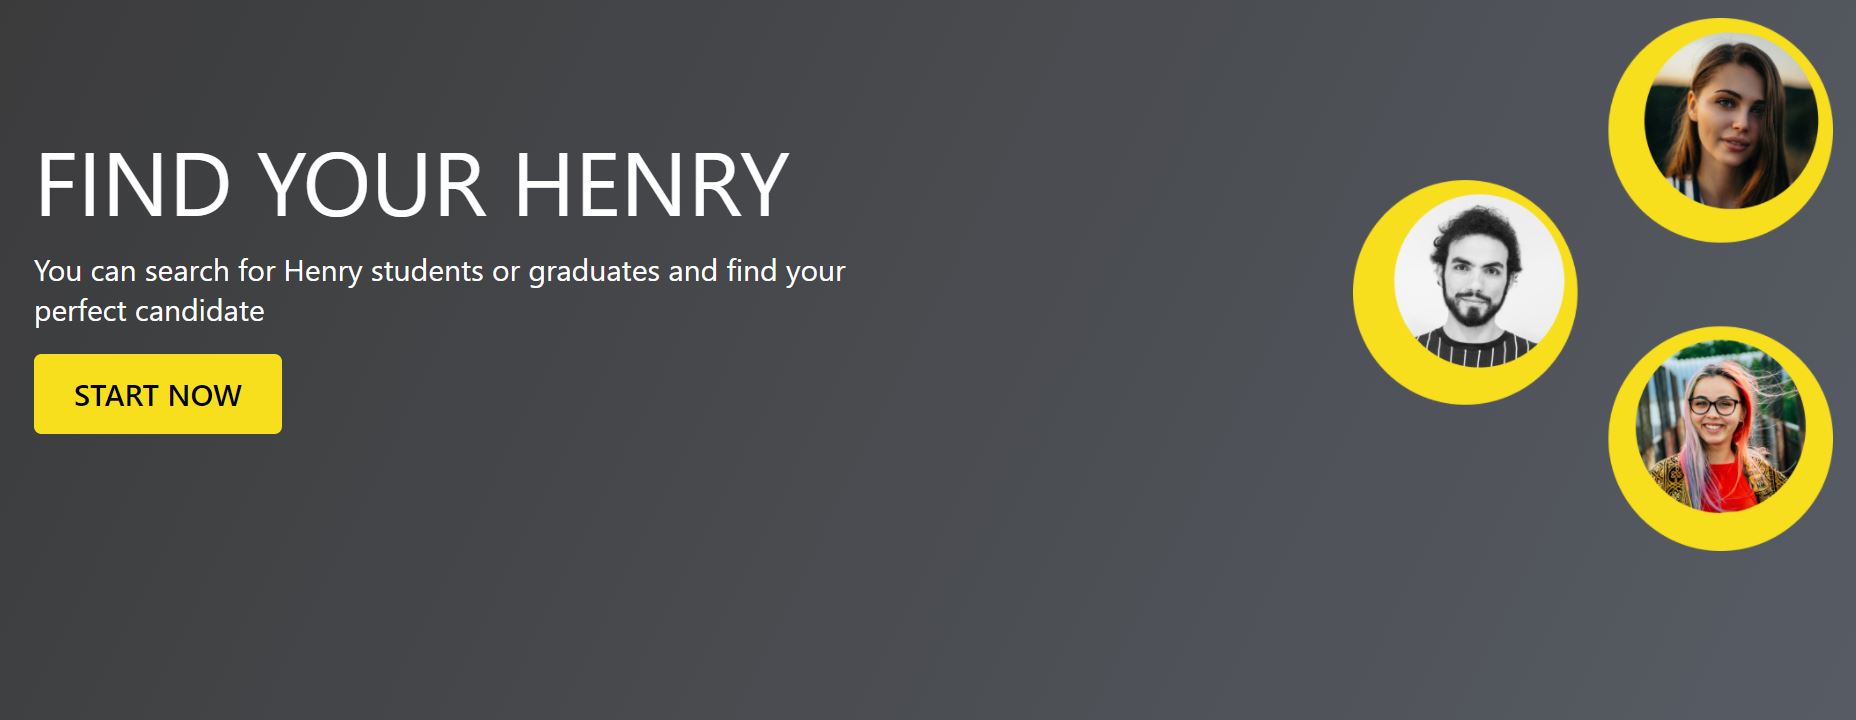 FIND YOUR HENRY
You can search for Henry students or graduates and find your
perfect candidate
START NOW